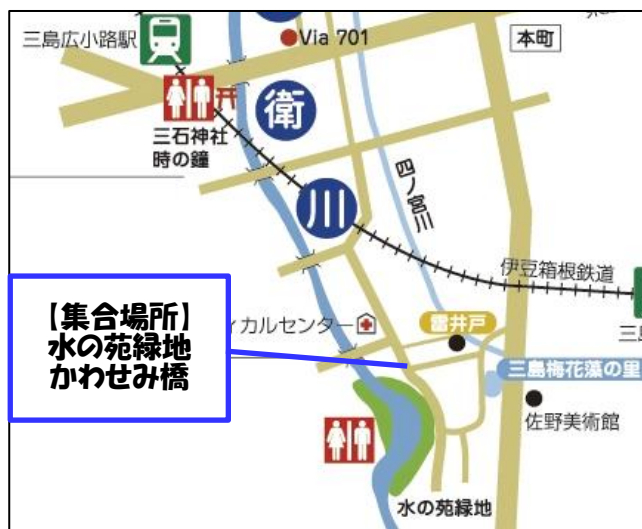 三島広小路駅
Via 701
本町
衛
三石神社
時の鐘
川
四ノ宮川
伊豆箱根鉄道
【集合場所】
水の苑緑地
かわせみ橋
ィカルセンター
雷井戸
三島梅花藻の里
佐野美術館
水の苑緑地